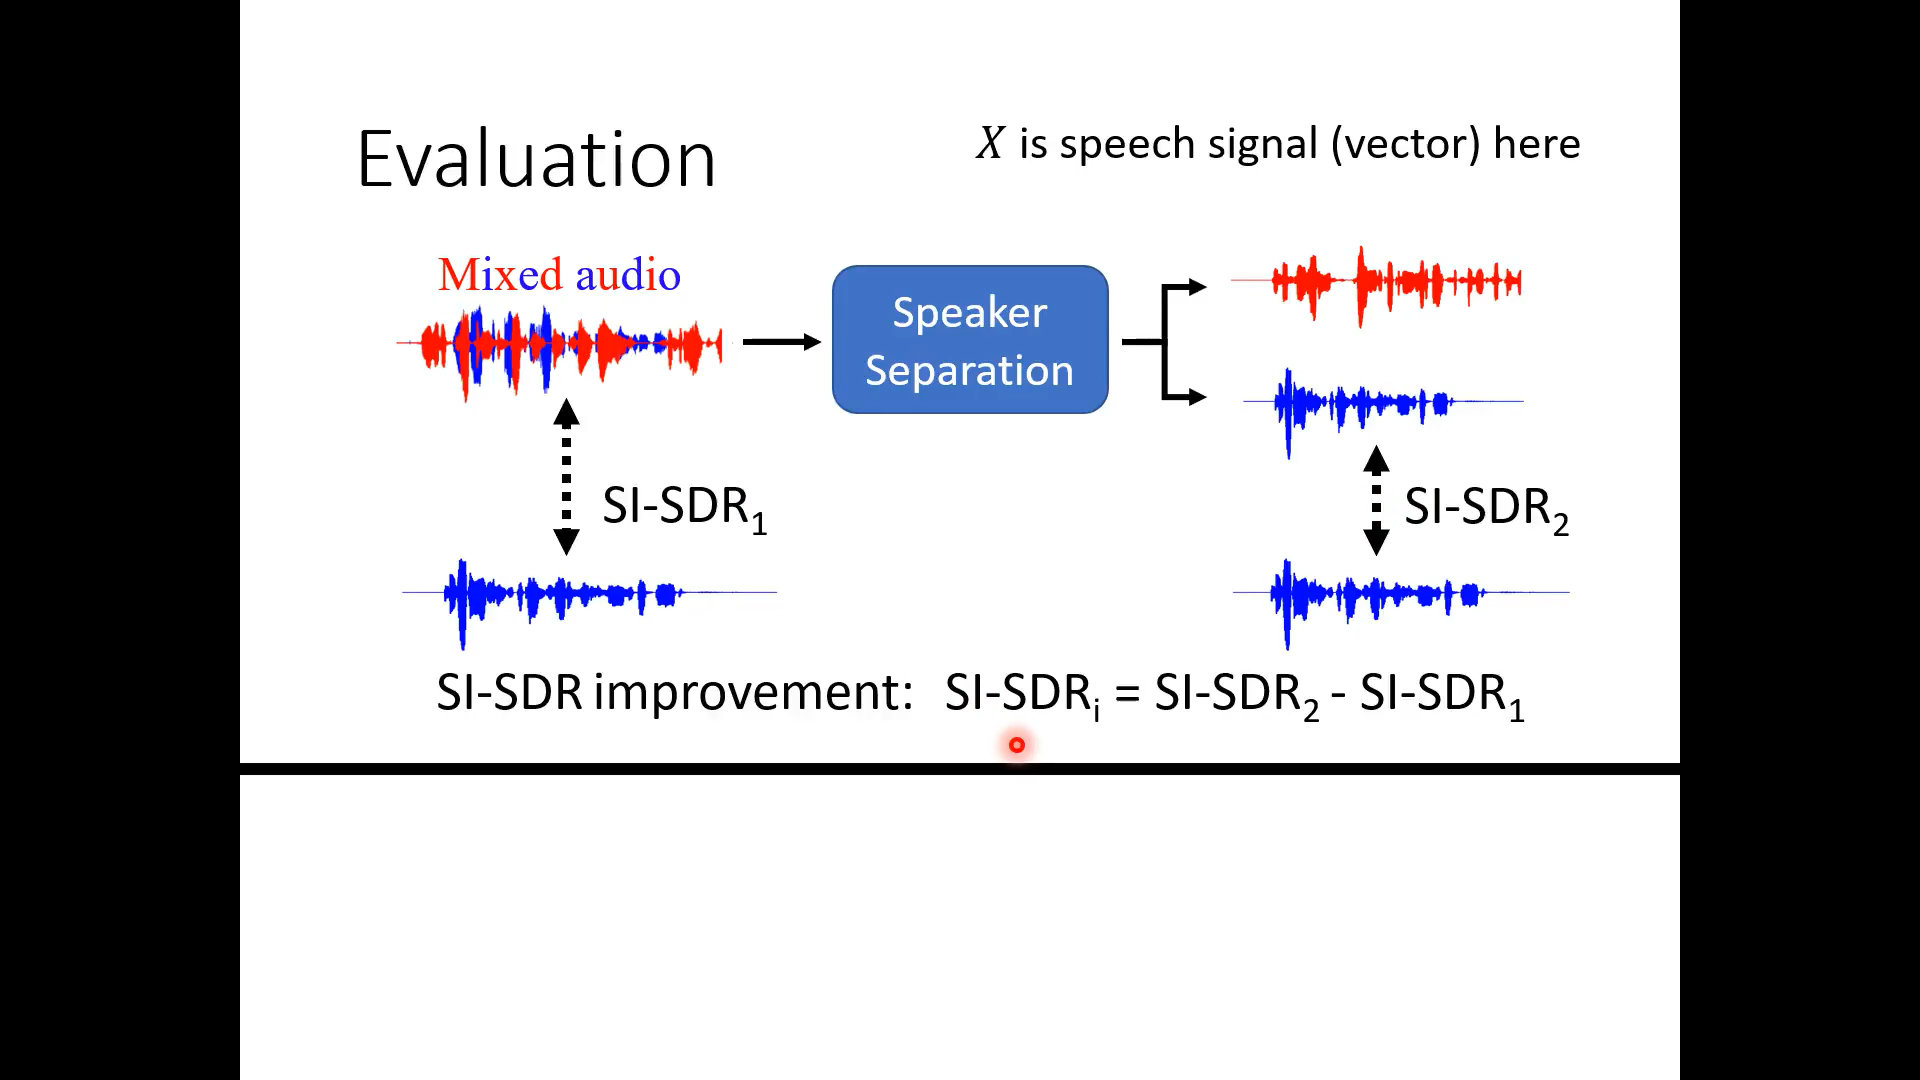 Evaluation
X is speech signal (vector) here
Mixed audio
Speaker
Separation
SI-SDR1
SI-SDR2
SI-SDR improvement: SI-SDRi = SI-SDR2 - SI-SDR1